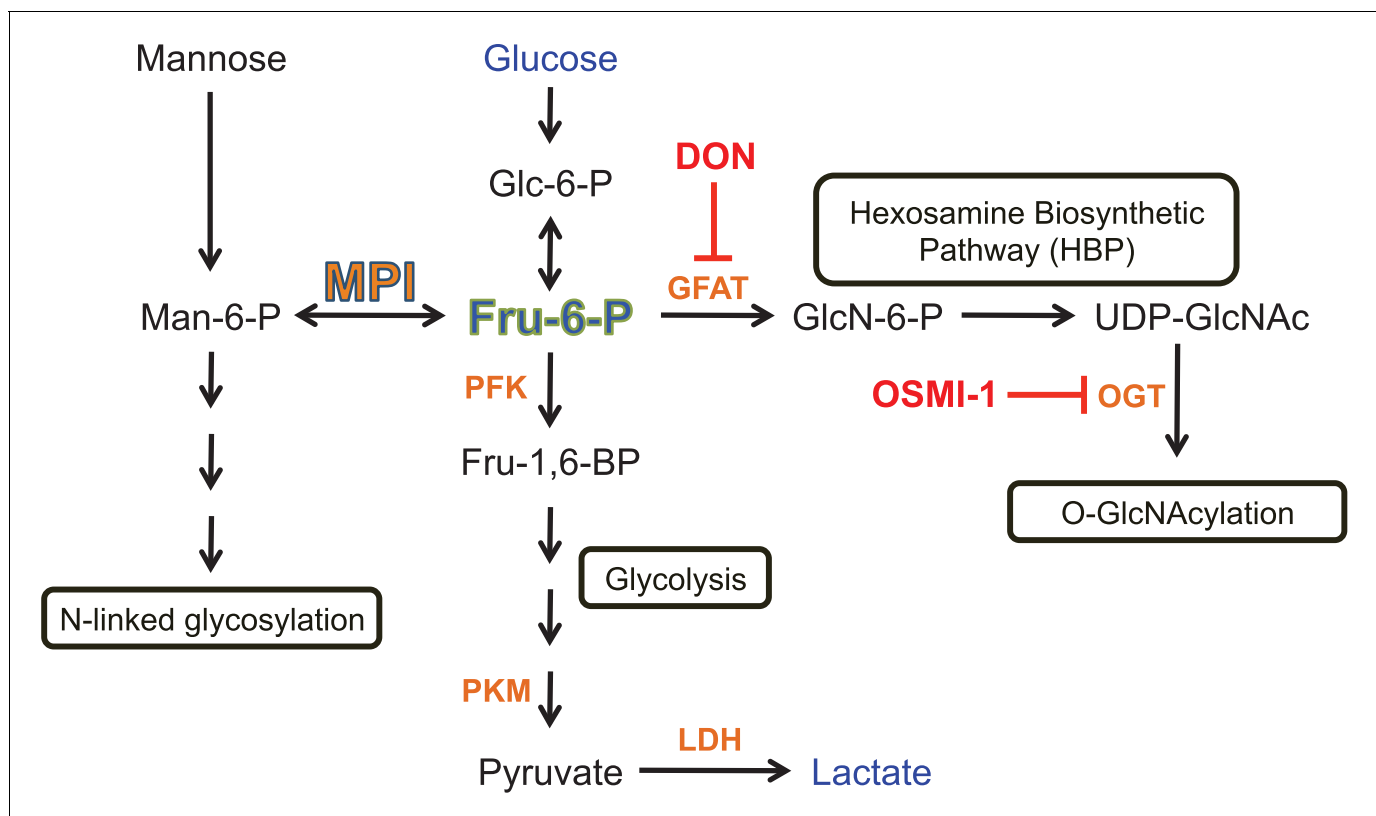 Mannose
Glucose
DON
Glc-6-P
Hexosamine Biosynthetic
Pathway (HBP)
MPI
GFAT
Man-6-P
Fru-6-P
GlcN-6-P
UDP-GlcNAc
PFK
OSMI-1
OGT
Fru-1,6-BP
O-GlcNAcylation
Glycolysis
N-linked glycosylation
PKM
LDH
Pyruvate
Lactate